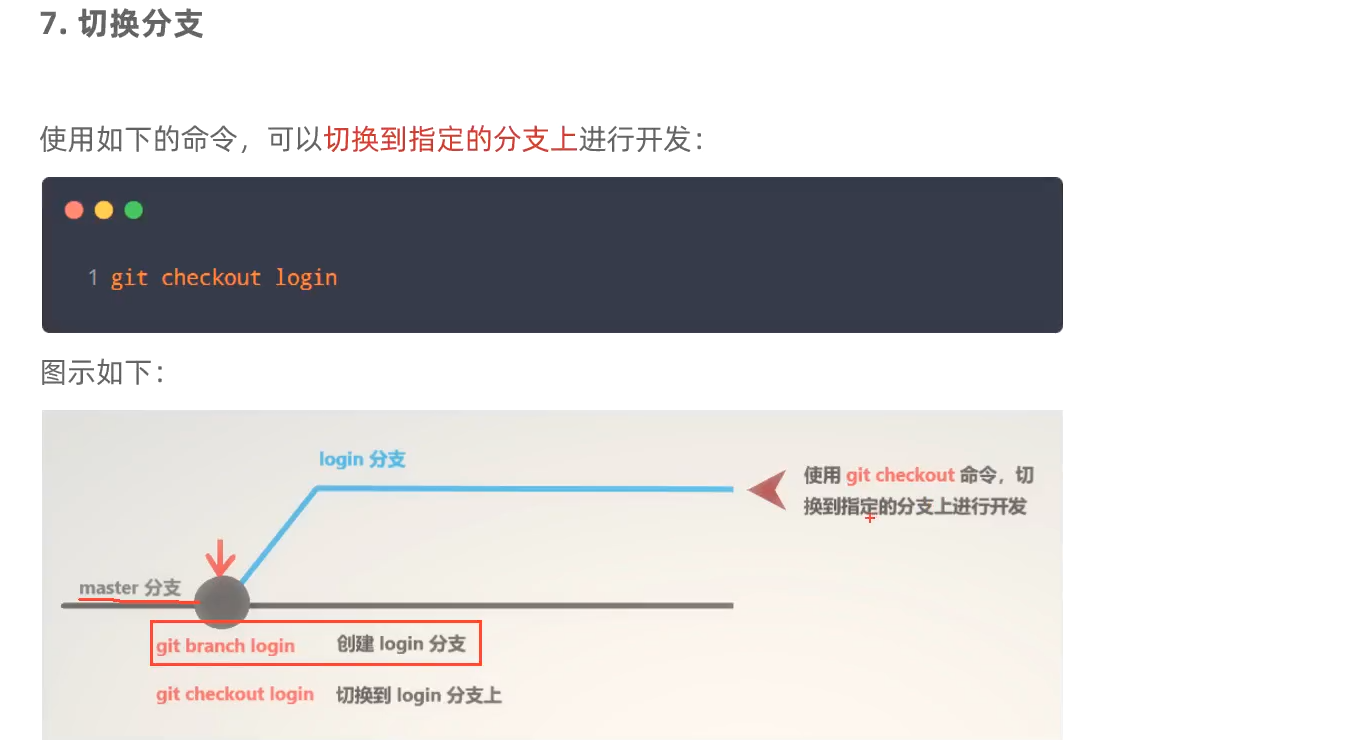 7. 切换分支
使用如下的命令，可以切换到指定的分支上进行开发：
1 git checkout login
图示如下：
login 分支
使用 git checkout 命令，切
换到指定的分支上进行开发
master 分支
git branch login 创建 login 分支
git checkout login 切换到 login 分支上